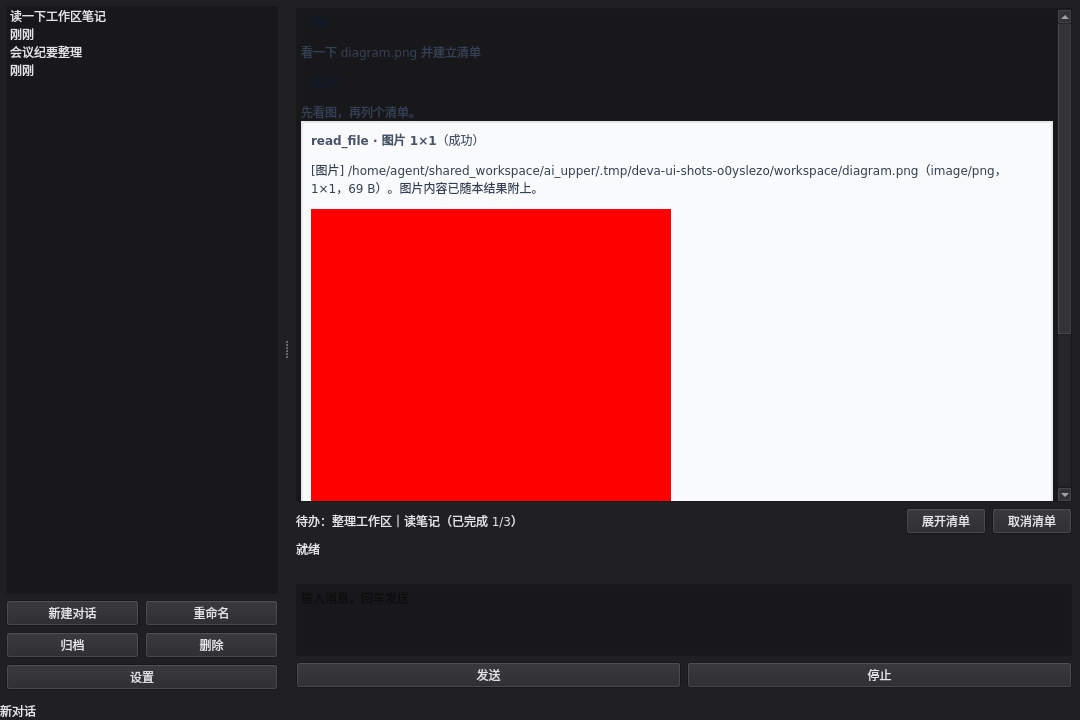 读一下工作区笔记
刚刚
会议纪要整理
刚刚
看一下 diagram.png 并建立清单
先看图，再列个清单。
read_file · 图片 1×1（成功）
[图片] /home/agent/shared_workspace/ai_upper/.tmp/deva-ui-shots-o0yslezo/workspace/diagram.png（image/png，
1×1，69 B）。图片内容已随本结果附上。
待办：整理工作区｜读笔记（已完成 1/3）
展开清单
取消清单
就绪
输入消息，回车发送
新建对话
重命名
归档
删除
设置
发送
停止
新对话